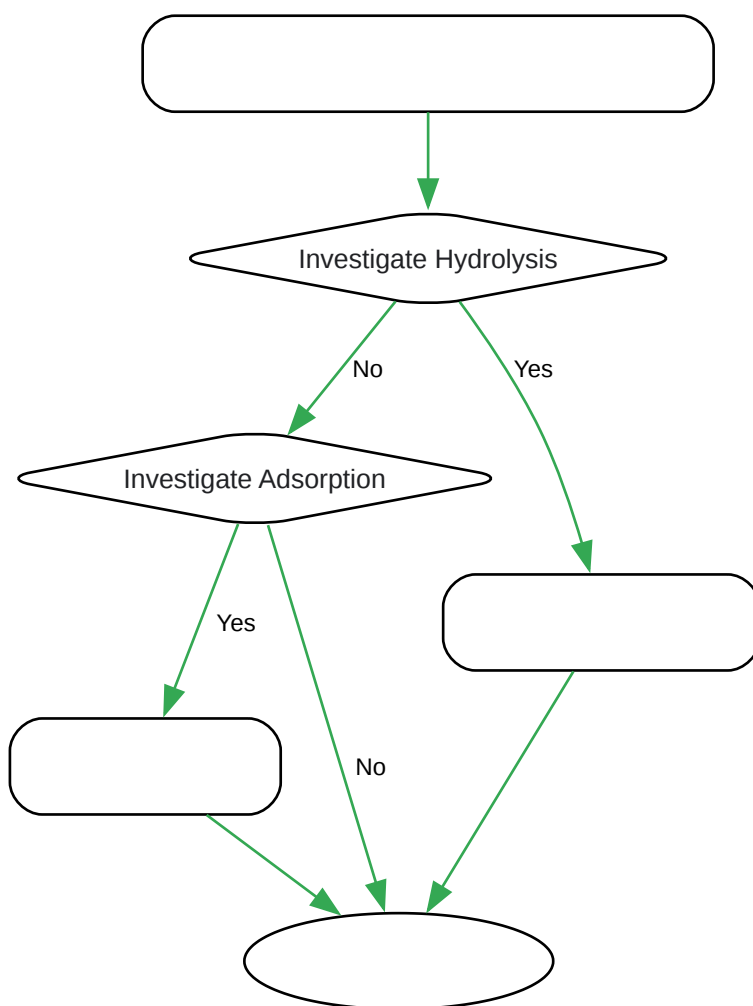 Investigate Hydrolysis
No
Yes
Investigate Adsorption
Yes
No